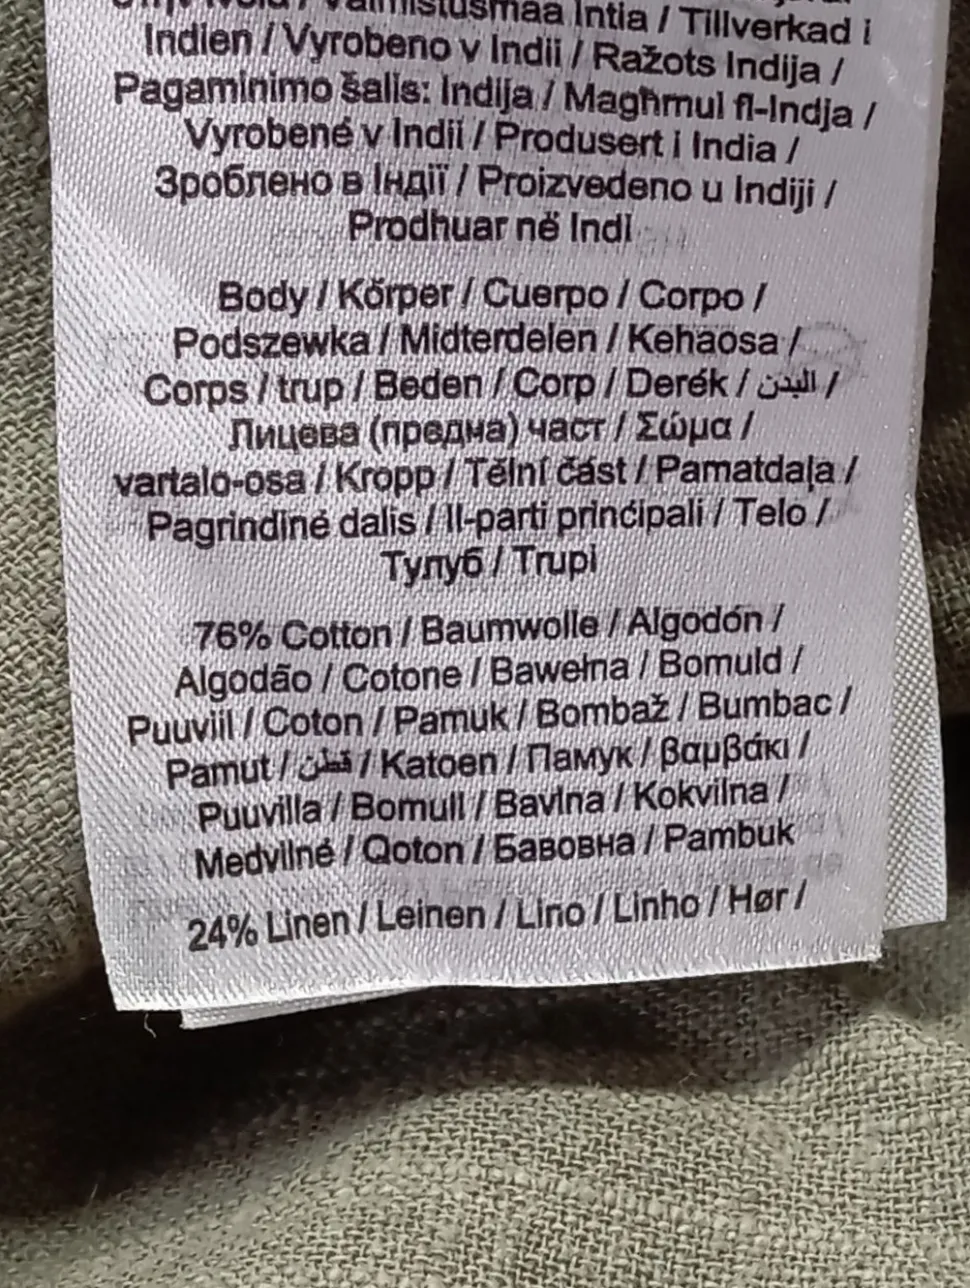 Valmistusmaa Intia / Tillverkad i
Indien / Vyrobeno v Indii / Ražots Indija /
Pagaminimo šalis: Indija / Magħmul fl-Indja /
Vyrobené v Indii / Produsert i India /
Зроблено в Індії / Proizvedeno u Indiji /
Prodhuar në Indi
Body / Körper / Cuerpo / Corpo /
Podszewka / Midterdelen / Kehaosa /
Corps / trup / Beden / Corp / Derék / البدن /
Лицева (предна) част / Σώμα /
vartalo-osa / Kropp / Tělní část / Pamatdaļa /
Pagrindinė dalis / Il-parti prinċipali / Telo /
Тулуб / Trupi
76% Cotton / Baumwolle / Algodón /
Algodão / Cotone / Bawełna / Bomuld /
Puuviil / Coton / Pamuk / Bombaž / Bumbac /
Pamut / قطن / Katoen / Памук / βαμβάκι /
Puuvilla / Bomull / Bavlna / Kokvilna /
Medvilnė / Qoton / Бавовна / Pambuk
24% Linen / Leinen / Lino / Linho / Hør /